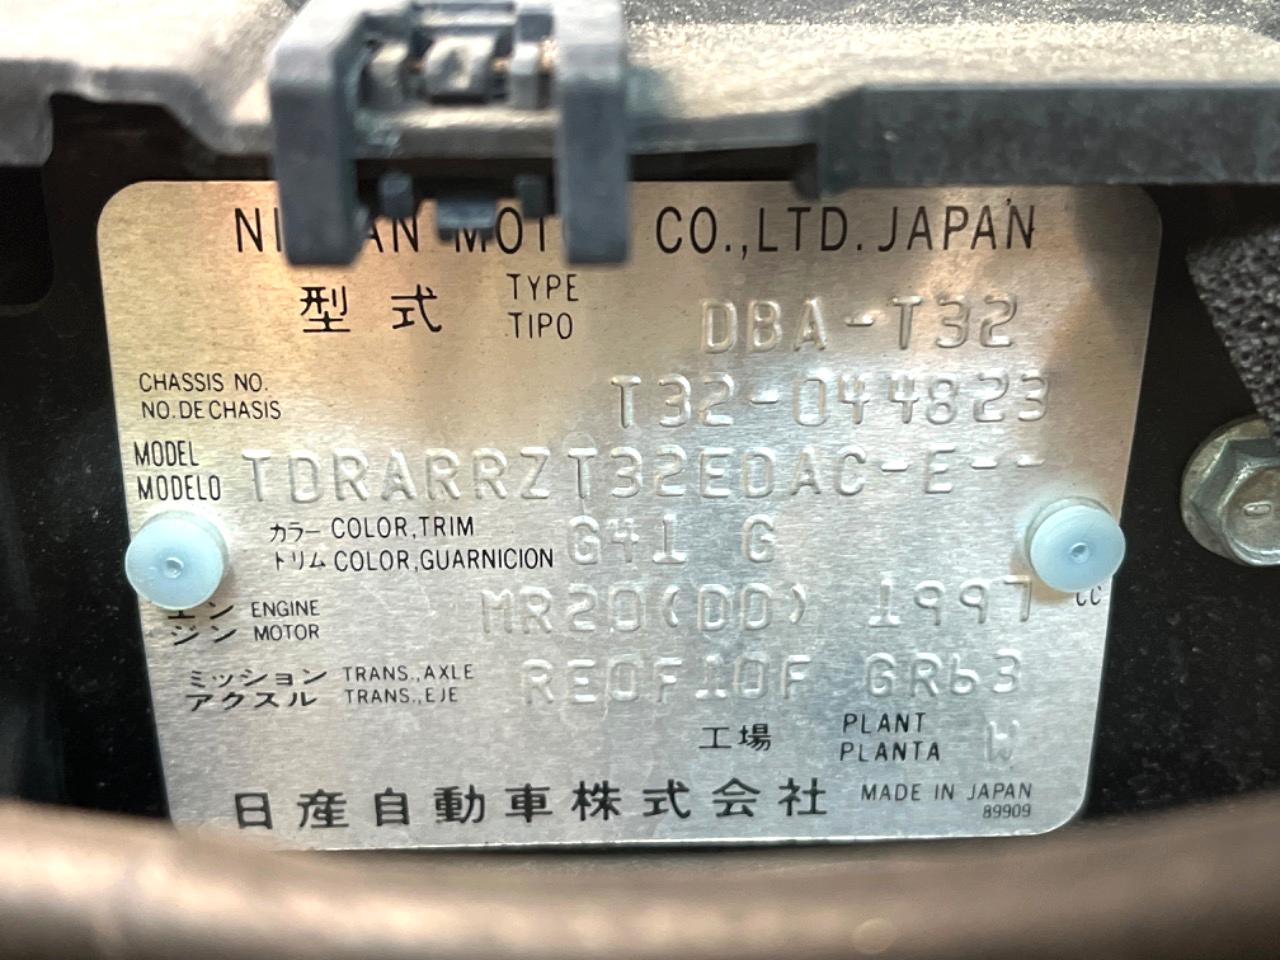 NISSAN MOTOR CO.,LTD. JAPAN
型式 TYPE TIPO DBA-T32
CHASSIS NO. NO. DE CHASIS T32-044823
MODEL MODELO TDRARRZT32EDAC-E--
カラー COLOR,TRIM G41 G
トリム COLOR,GUARNICION
エン ENGINE MR20(DD) 1997 CC
ジン MOTOR
ミッション TRANS.,AXLE RE0F10F GR63
アクスル TRANS.,EJE
工場 PLANT PLANTA W
日産自動車株式会社 MADE IN JAPAN
89909